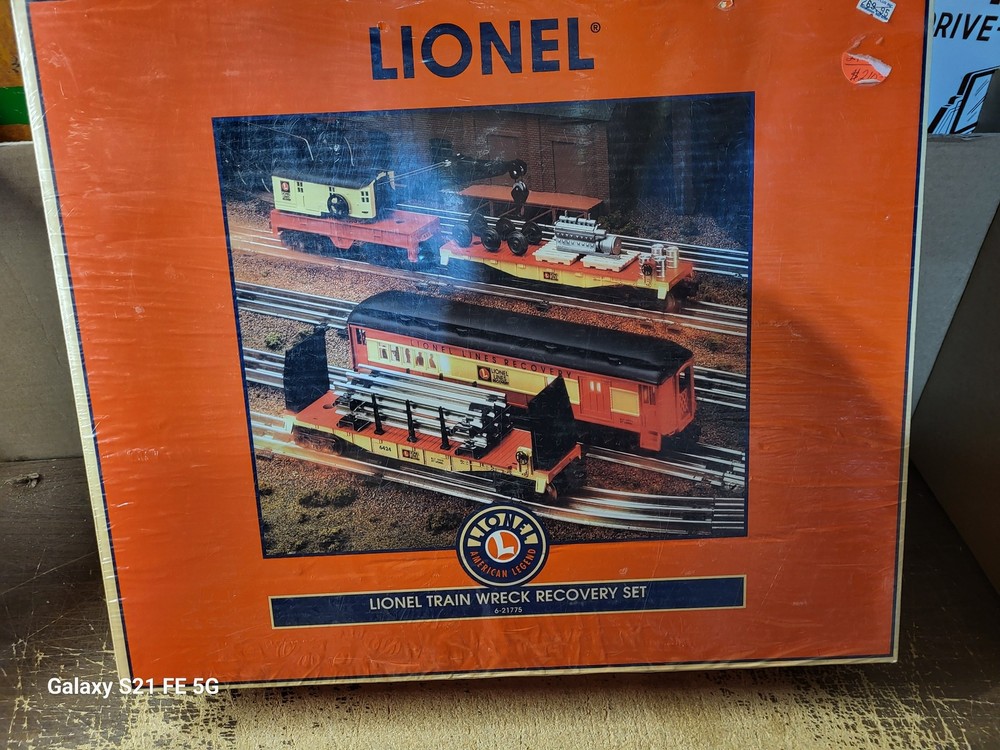 LIONEL®
DRIVE-
LIONEL LINES RECOVERY
6424
LIONEL
L
AMERICAN LEGEND
LIONEL TRAIN WRECK RECOVERY SET
6-21775
Galaxy S21 FE 5G